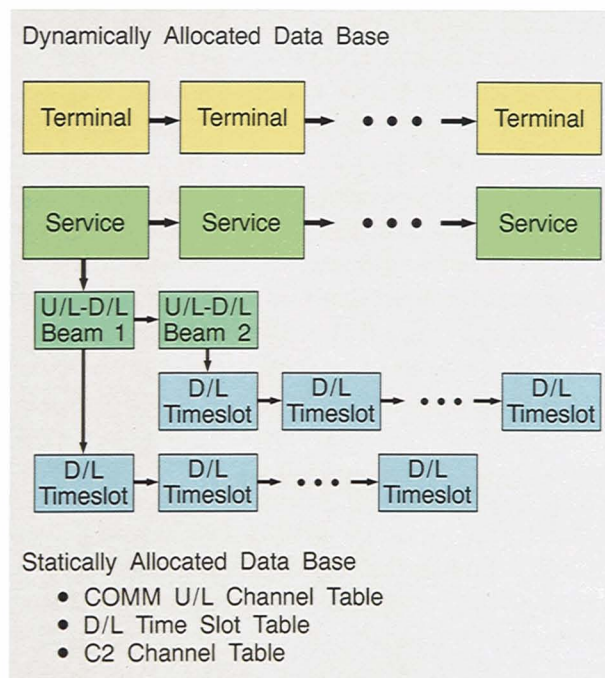 Dynamically Allocated Data Base
Terminal Terminal Terminal
Service Service Service
U/L-D/L U/L-D/L
Beam 1 Beam 2
D/L D/L D/L
Timeslot Timeslot Timeslot
D/L D/L D/L
Timeslot Timeslot Timeslot
Statically Allocated Data Base
• COMM U/L Channel Table
• D/L Time Slot Table
• C2 Channel Table